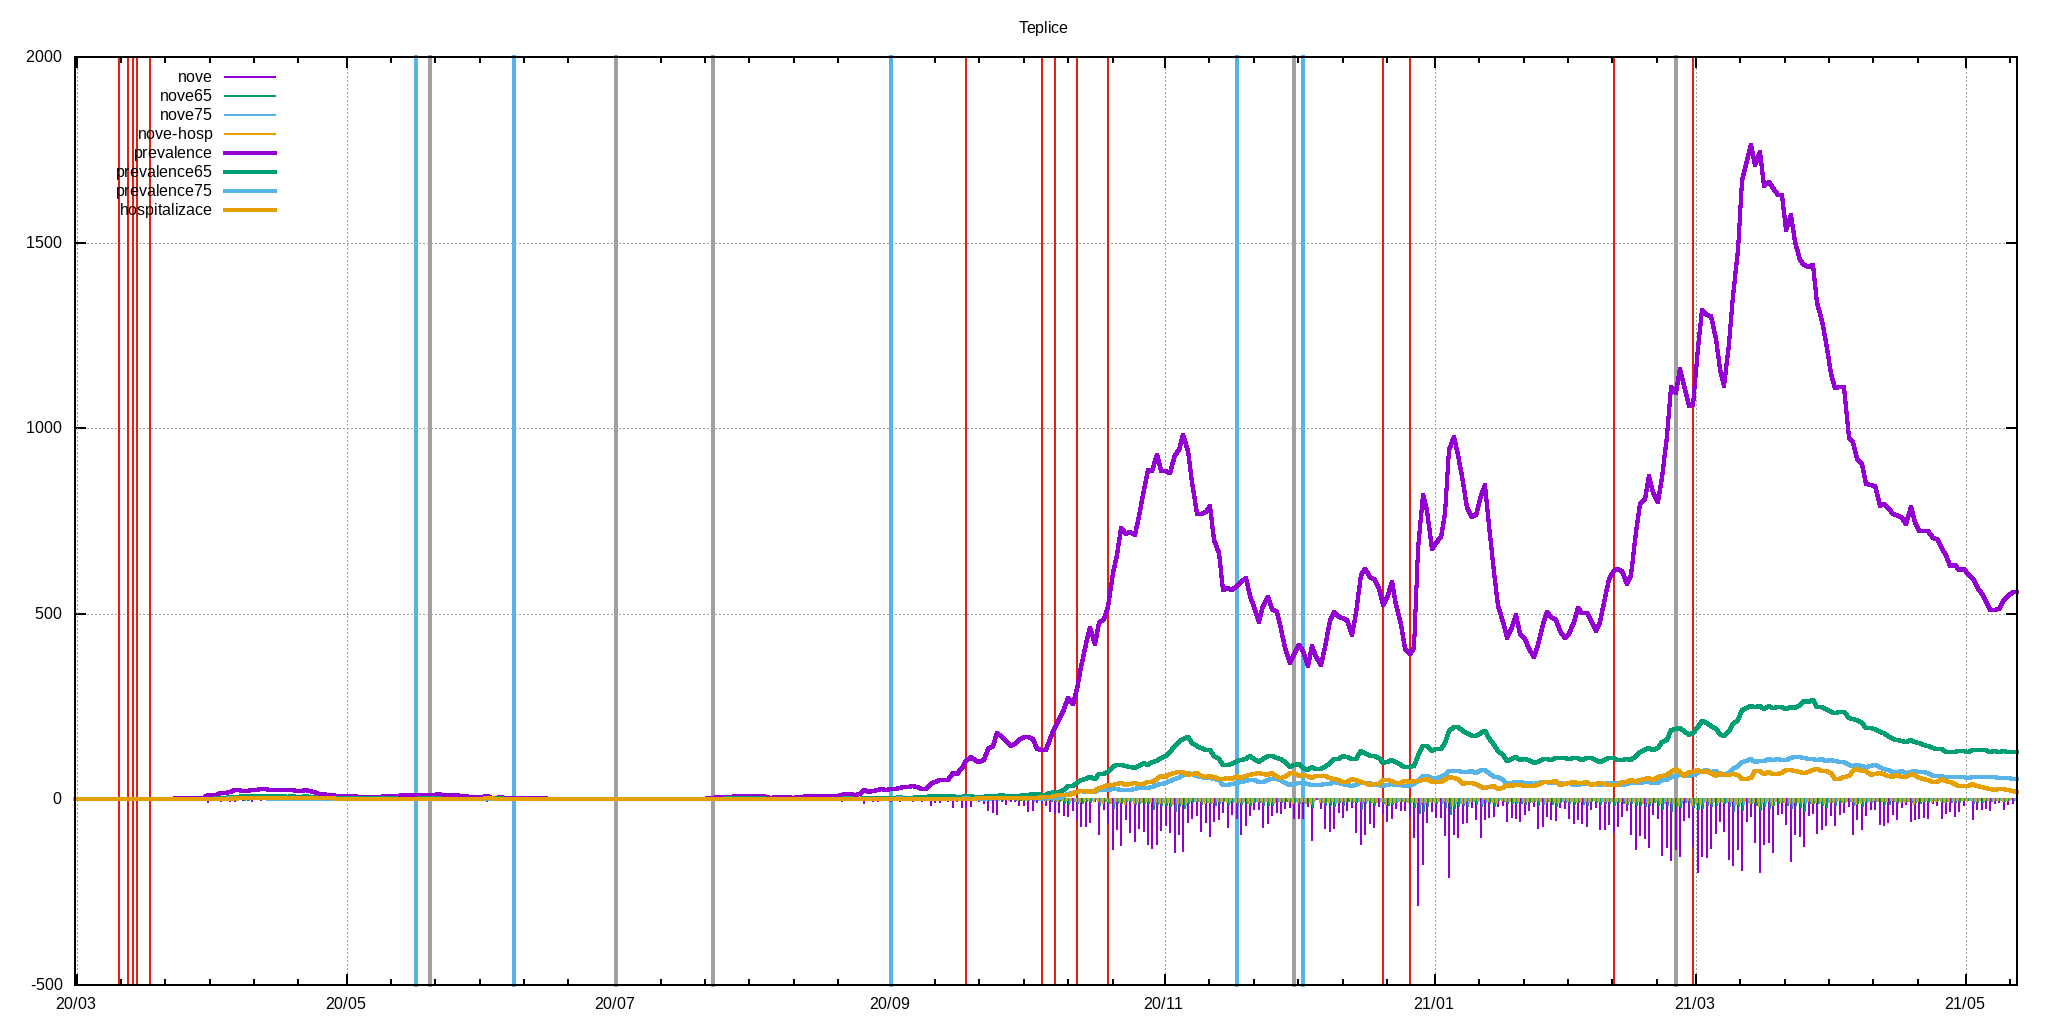 Teplice
2000
1500
1000
500
0
-500
nove
nove65
nove75
nove-hosp
prevalence
prevalence65
prevalence75
hospitalizace
20/03 20/05 20/07 20/09 20/11 21/01 21/03 21/05